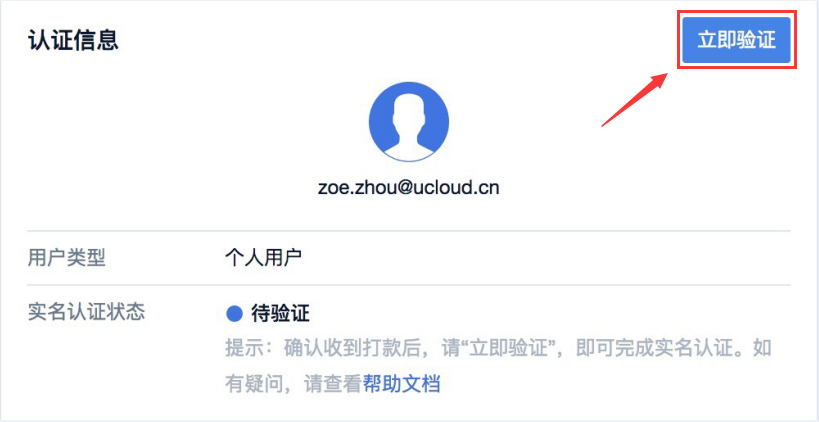 认证信息
立即验证
zoe.zhou@ucloud.cn
用户类型 个人用户
实名认证状态 待验证
提示：确认收到打款后，请“立即验证”，即可完成实名认证。如
有疑问，请查看帮助文档